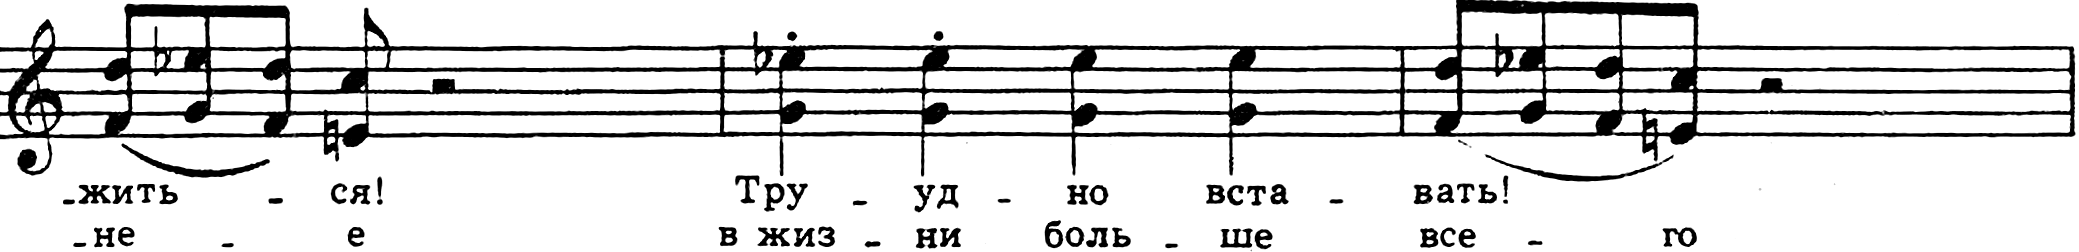 -жить - ся! Тру - уд - но вста - вать!
-не - е в жиз - ни боль - ше все - го